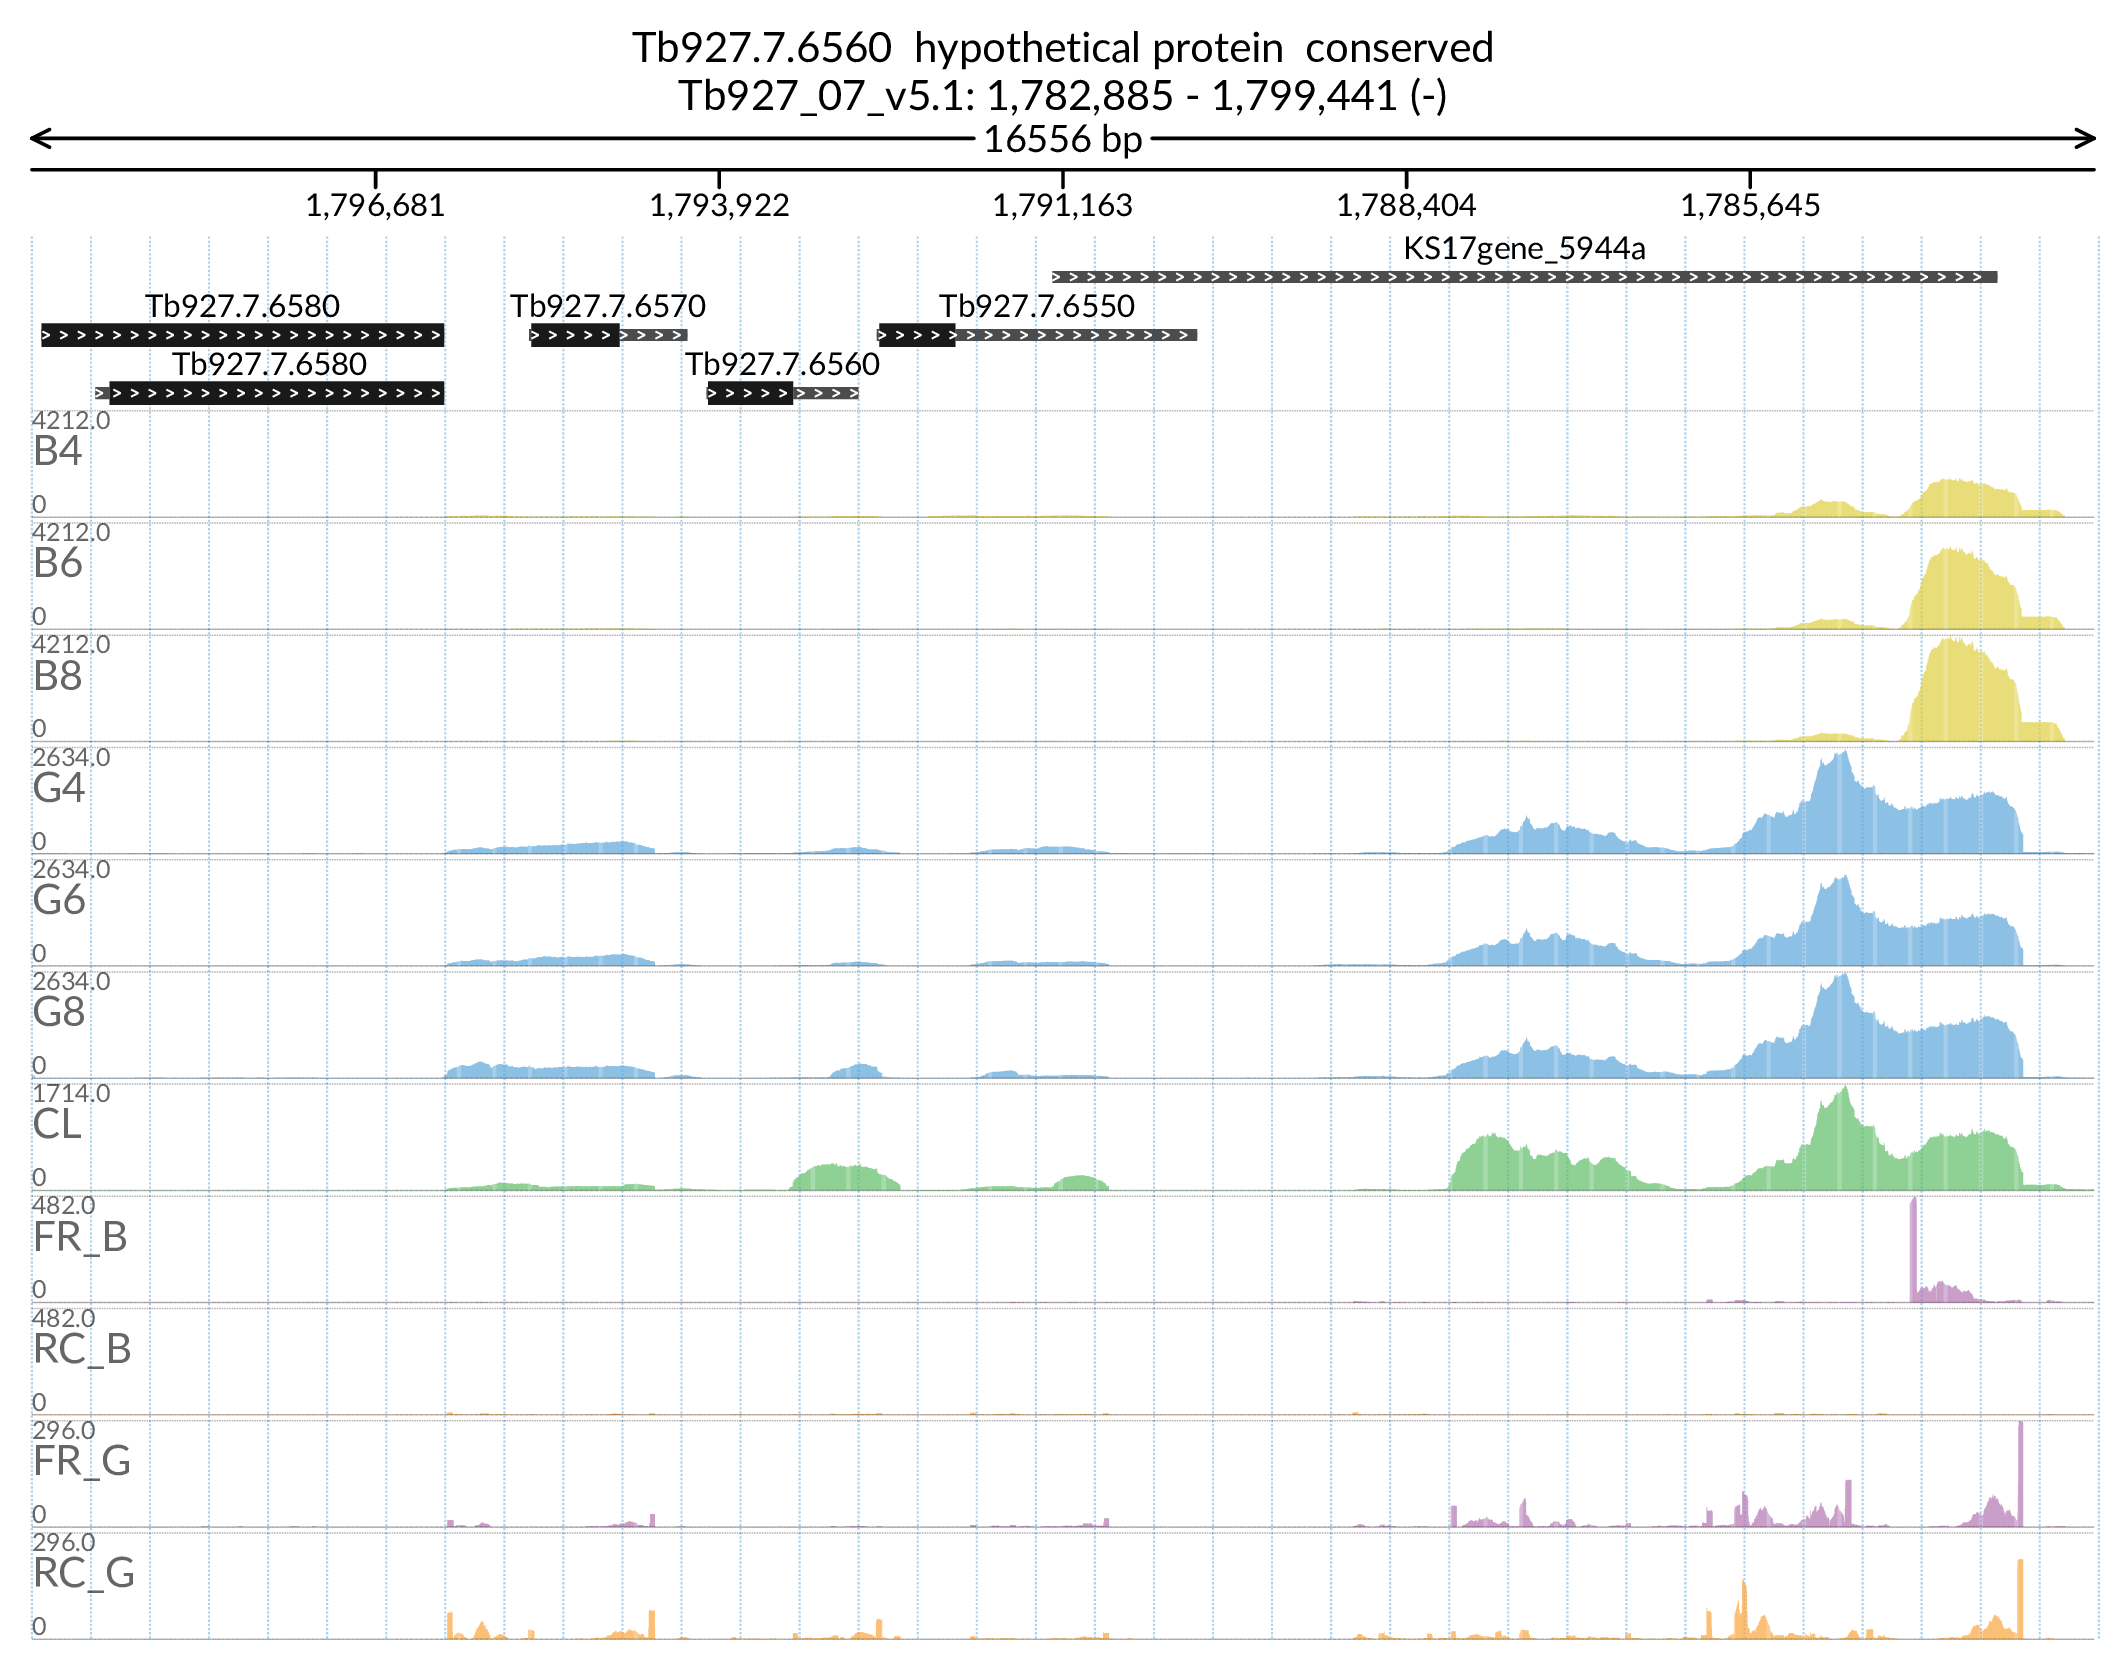 Tb927.7.6560  hypothetical protein  conserved
Tb927_07_v5.1: 1,782,885 - 1,799,441 (-)
16556 bp
1,796,681 1,793,922 1,791,163 1,788,404 1,785,645
KS17gene_5944a
Tb927.7.6580 Tb927.7.6570 Tb927.7.6550
Tb927.7.6580 Tb927.7.6560
4212.0
B4
0
4212.0
B6
0
4212.0
B8
0
2634.0
G4
0
2634.0
G6
0
2634.0
G8
0
1714.0
CL
0
482.0
FR_B
0
482.0
RC_B
0
296.0
FR_G
0
296.0
RC_G
0